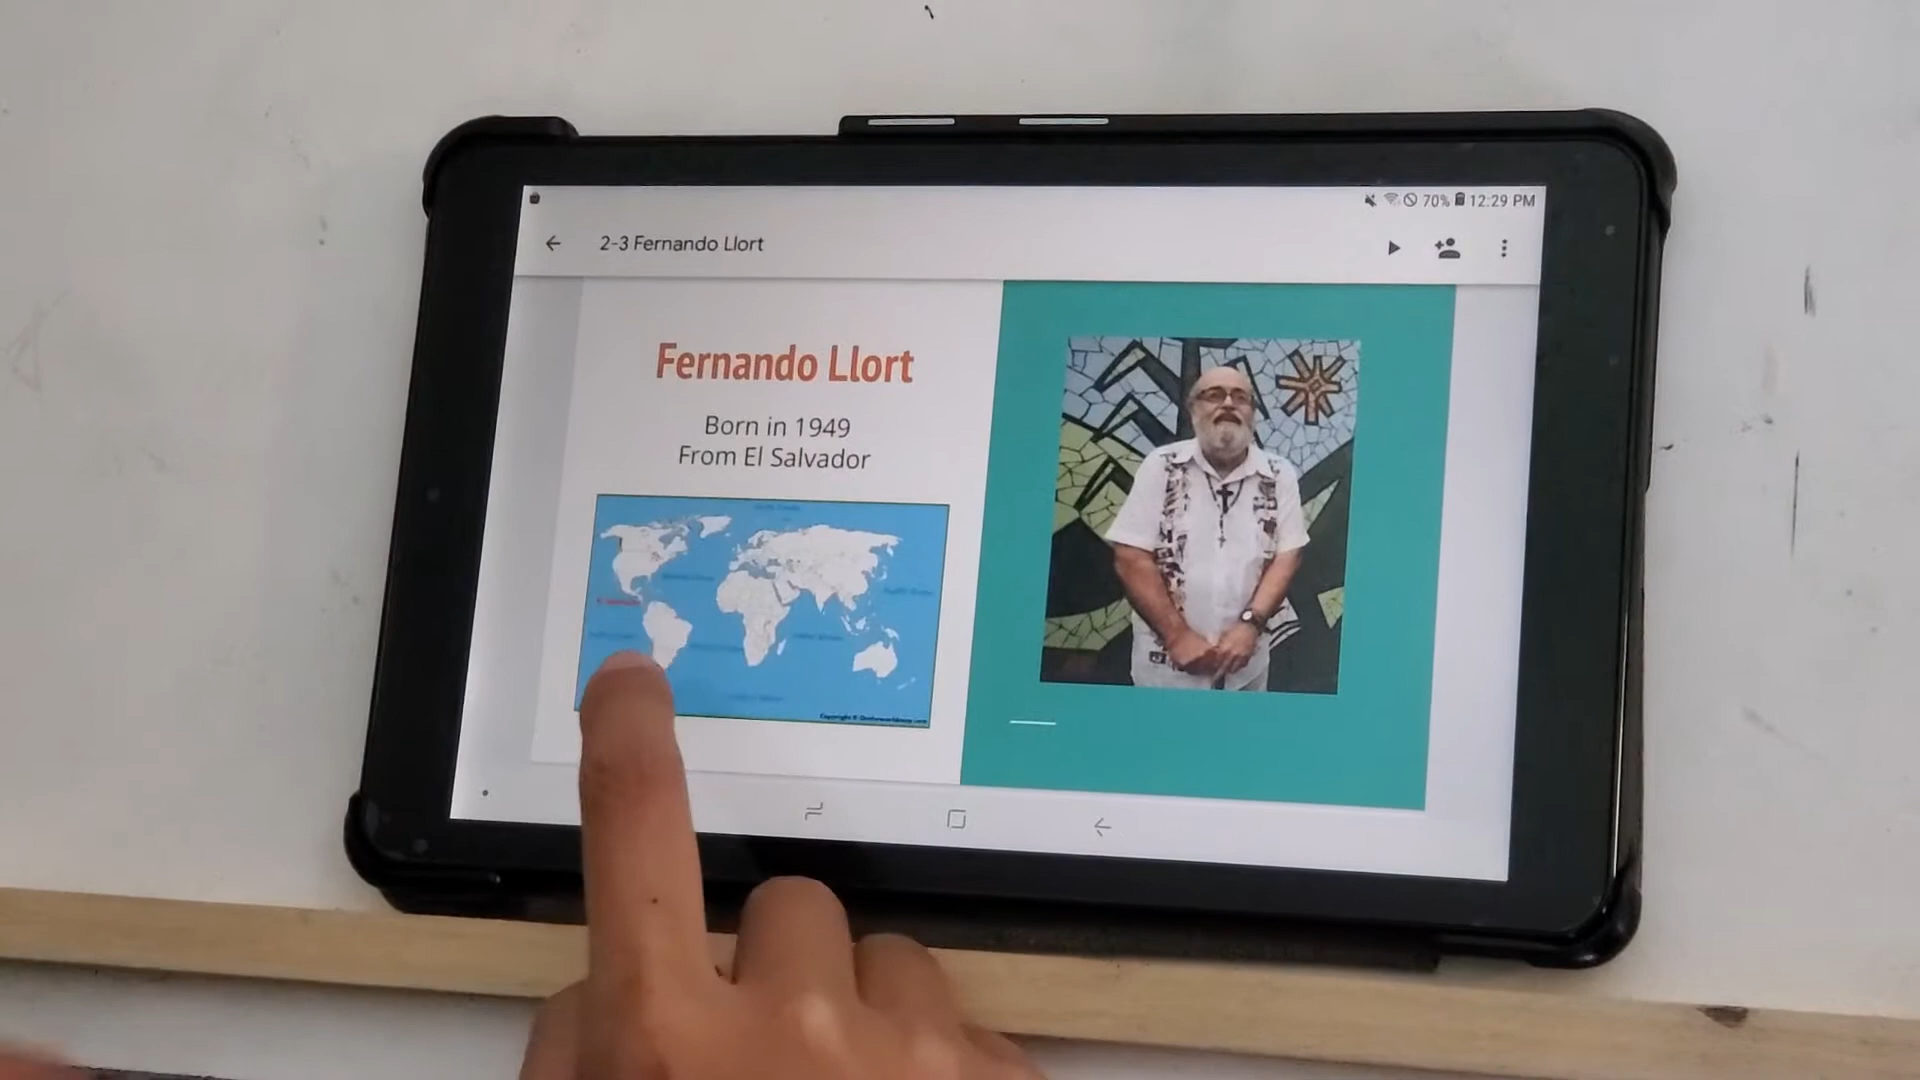 70% 12:29 PM
2-3 Fernando Llort
Fernando Llort
Born in 1949
From El Salvador